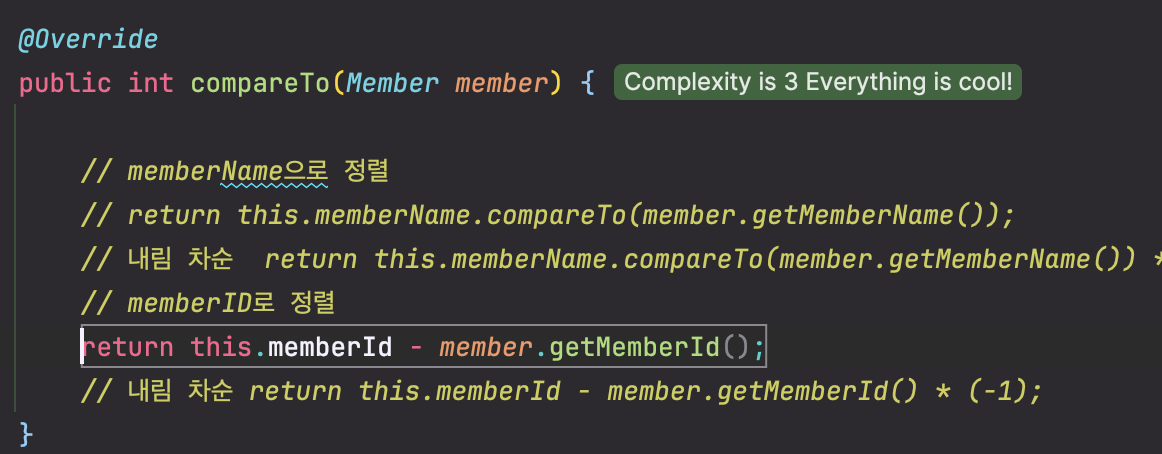 @Override
public int compareTo(Member member) { Complexity is 3 Everything is cool!
// memberName으로 정렬
// return this.memberName.compareTo(member.getMemberName());
// 내림 차순  return this.memberName.compareTo(member.getMemberName()) *
// memberID로 정렬
return this.memberId - member.getMemberId();
// 내림 차순 return this.memberId - member.getMemberId() * (-1);
}